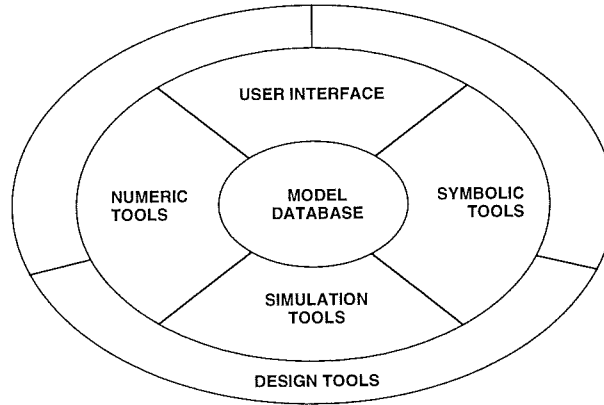 USER INTERFACE
NUMERIC
TOOLS
MODEL
DATABASE
SYMBOLIC
TOOLS
SIMULATION
TOOLS
DESIGN TOOLS